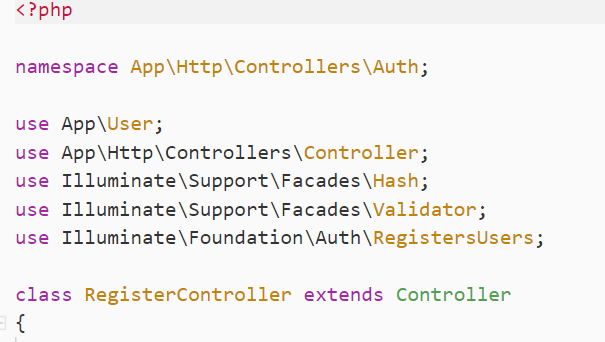 <?php
namespace App\Http\Controllers\Auth;
use App\User;
use App\Http\Controllers\Controller;
use Illuminate\Support\Facades\Hash;
use Illuminate\Support\Facades\Validator;
use Illuminate\Foundation\Auth\RegistersUsers;
class RegisterController extends Controller
{